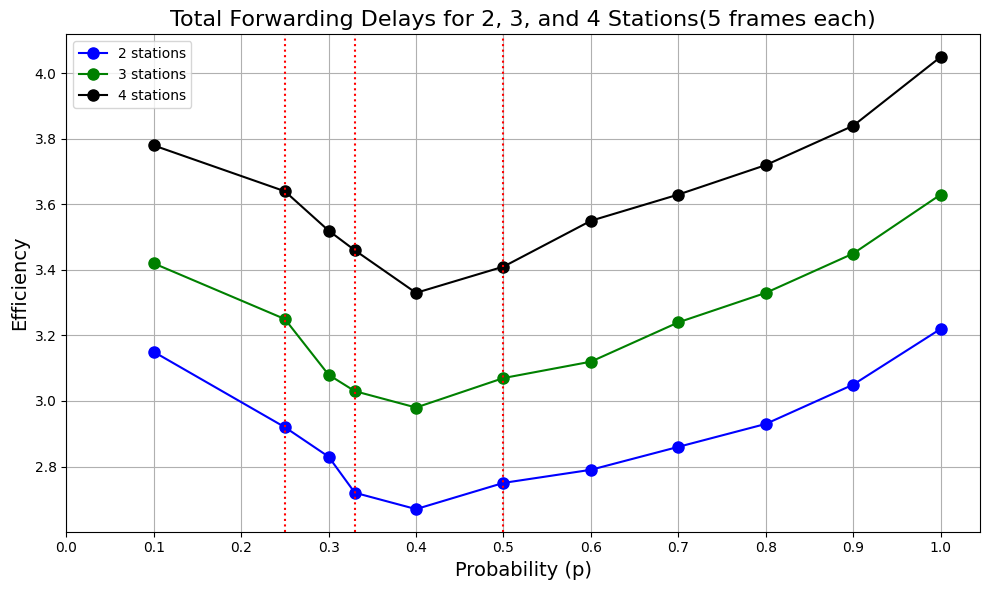 Total Forwarding Delays for 2, 3, and 4 Stations(5 frames each)
2 stations
3 stations
4 stations
Efficiency
4.0
3.8
3.6
3.4
3.2
3.0
2.8
0.0 0.1 0.2 0.3 0.4 0.5 0.6 0.7 0.8 0.9 1.0
Probability (p)